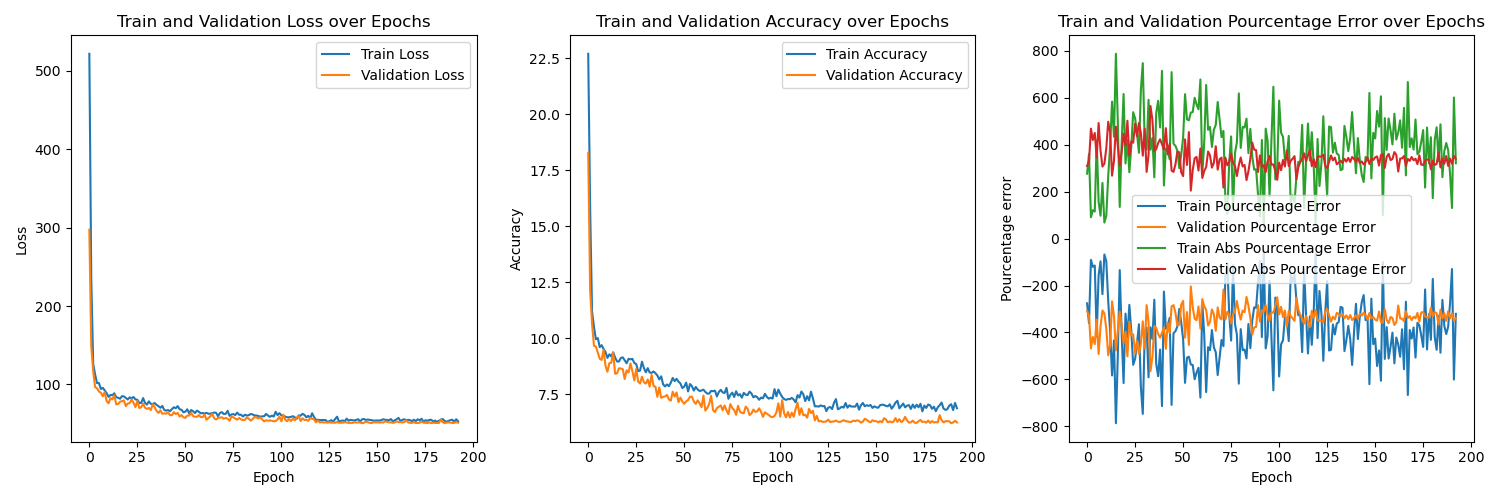 Train and Validation Loss over Epochs
Train Loss
Validation Loss
500
400
300
200
100
Loss
0 25 50 75 100 125 150 175 200
Epoch
Train and Validation Accuracy over Epochs
Train Accuracy
Validation Accuracy
22.5
20.0
17.5
15.0
12.5
10.0
7.5
Accuracy
0 25 50 75 100 125 150 175 200
Epoch
Train and Validation Pourcentage Error over Epochs
800
600
400
200
0
−200
−400
−600
−800
Pourcentage error
Train Pourcentage Error
Validation Pourcentage Error
Train Abs Pourcentage Error
Validation Abs Pourcentage Error
0 25 50 75 100 125 150 175 200
Epoch